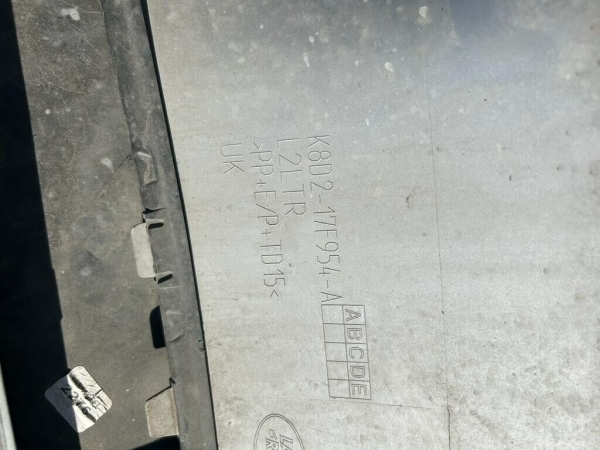 K8D2-17F954-A
ABCDE
L2LTR
>PP+E/P+TD15<
UK